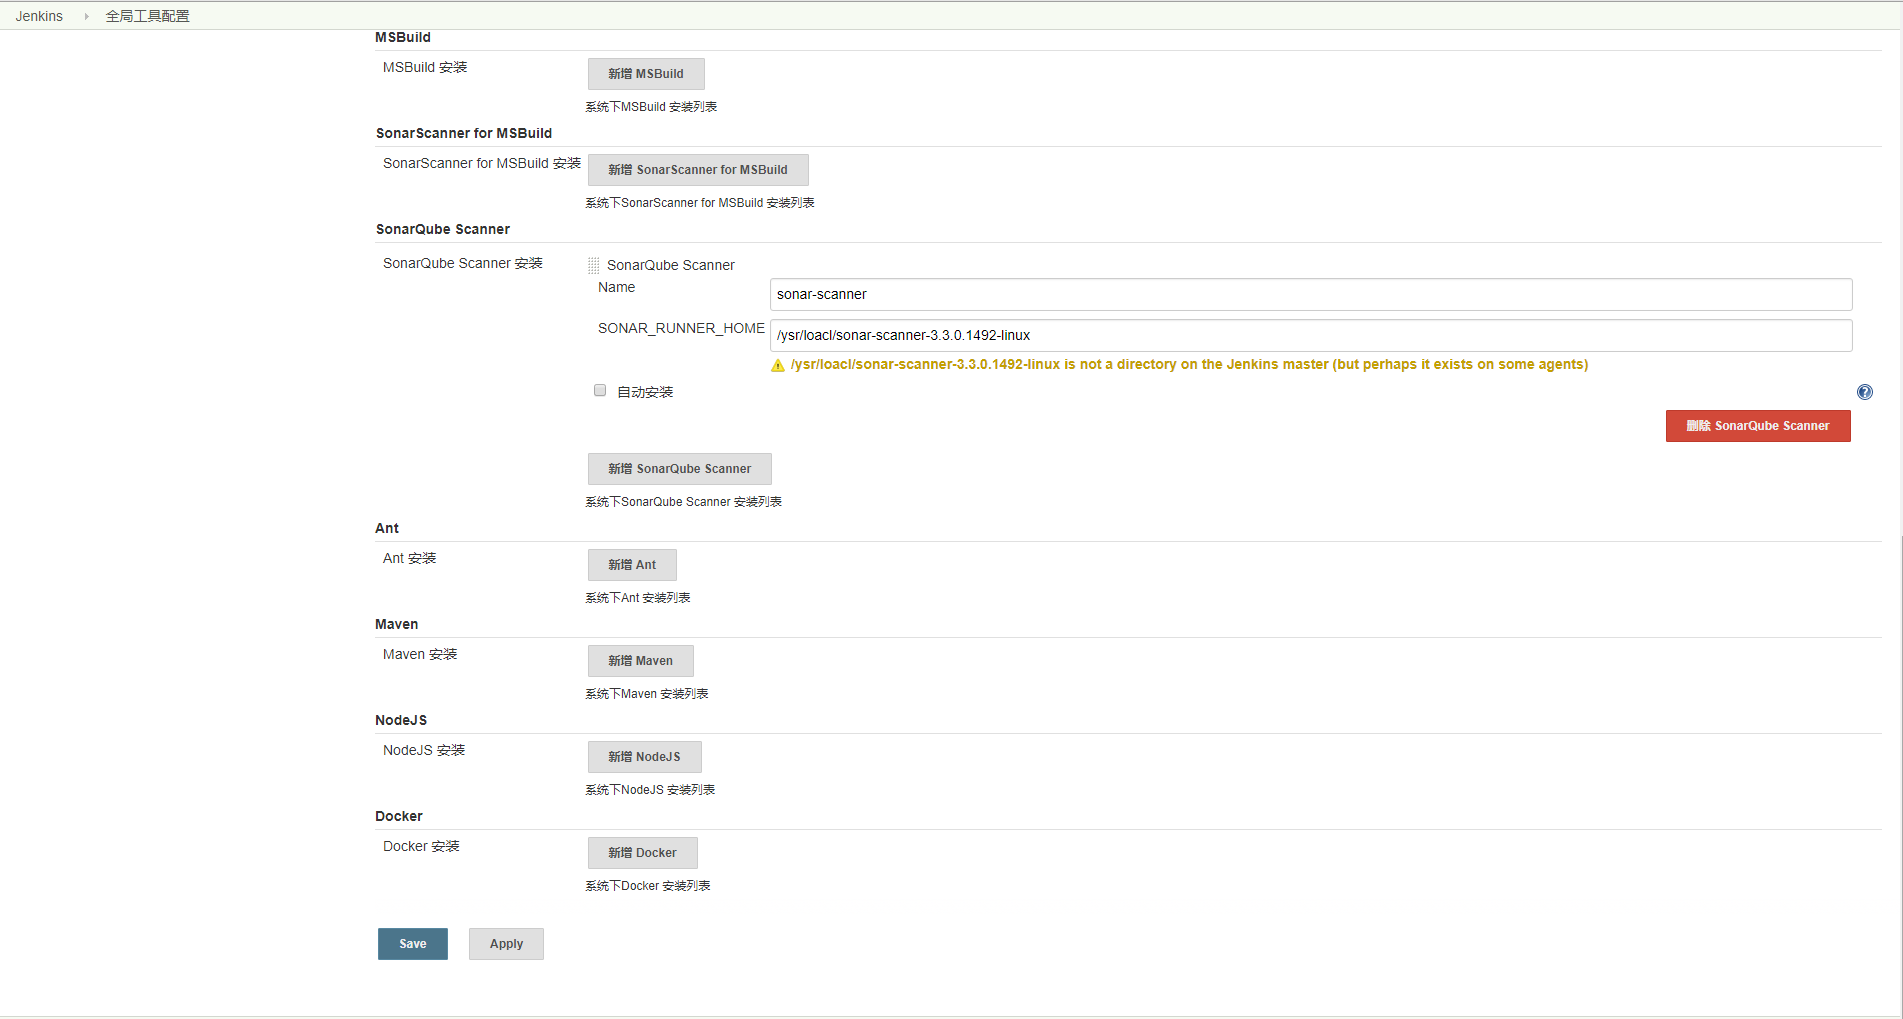 Jenkins 全局工具配置
MSBuild
MSBuild 安装
新增 MSBuild
系统下MSBuild 安装列表
SonarScanner for MSBuild
SonarScanner for MSBuild 安装
新增 SonarScanner for MSBuild
系统下SonarScanner for MSBuild 安装列表
SonarQube Scanner
SonarQube Scanner 安装
SonarQube Scanner
Name
sonar-scanner
SONAR_RUNNER_HOME
/ysr/loacl/sonar-scanner-3.3.0.1492-linux
/ysr/loacl/sonar-scanner-3.3.0.1492-linux is not a directory on the Jenkins master (but perhaps it exists on some agents)
自动安装
?
删除 SonarQube Scanner
新增 SonarQube Scanner
系统下SonarQube Scanner 安装列表
Ant
Ant 安装
新增 Ant
系统下Ant 安装列表
Maven
Maven 安装
新增 Maven
系统下Maven 安装列表
NodeJS
NodeJS 安装
新增 NodeJS
系统下NodeJS 安装列表
Docker
Docker 安装
新增 Docker
系统下Docker 安装列表
Save
Apply